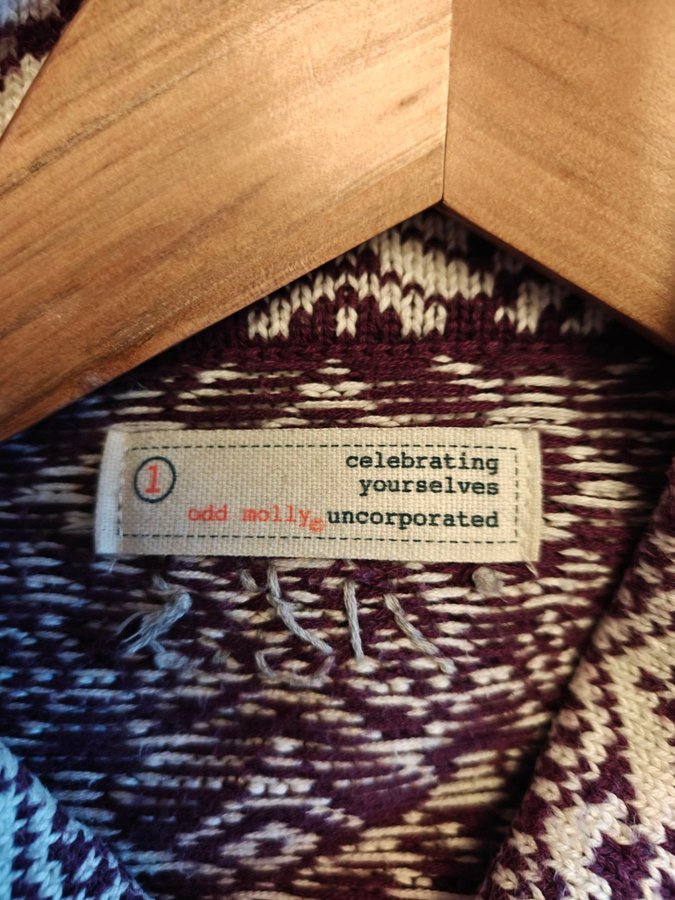 1
celebrating
yourselves
odd molly® uncorporated